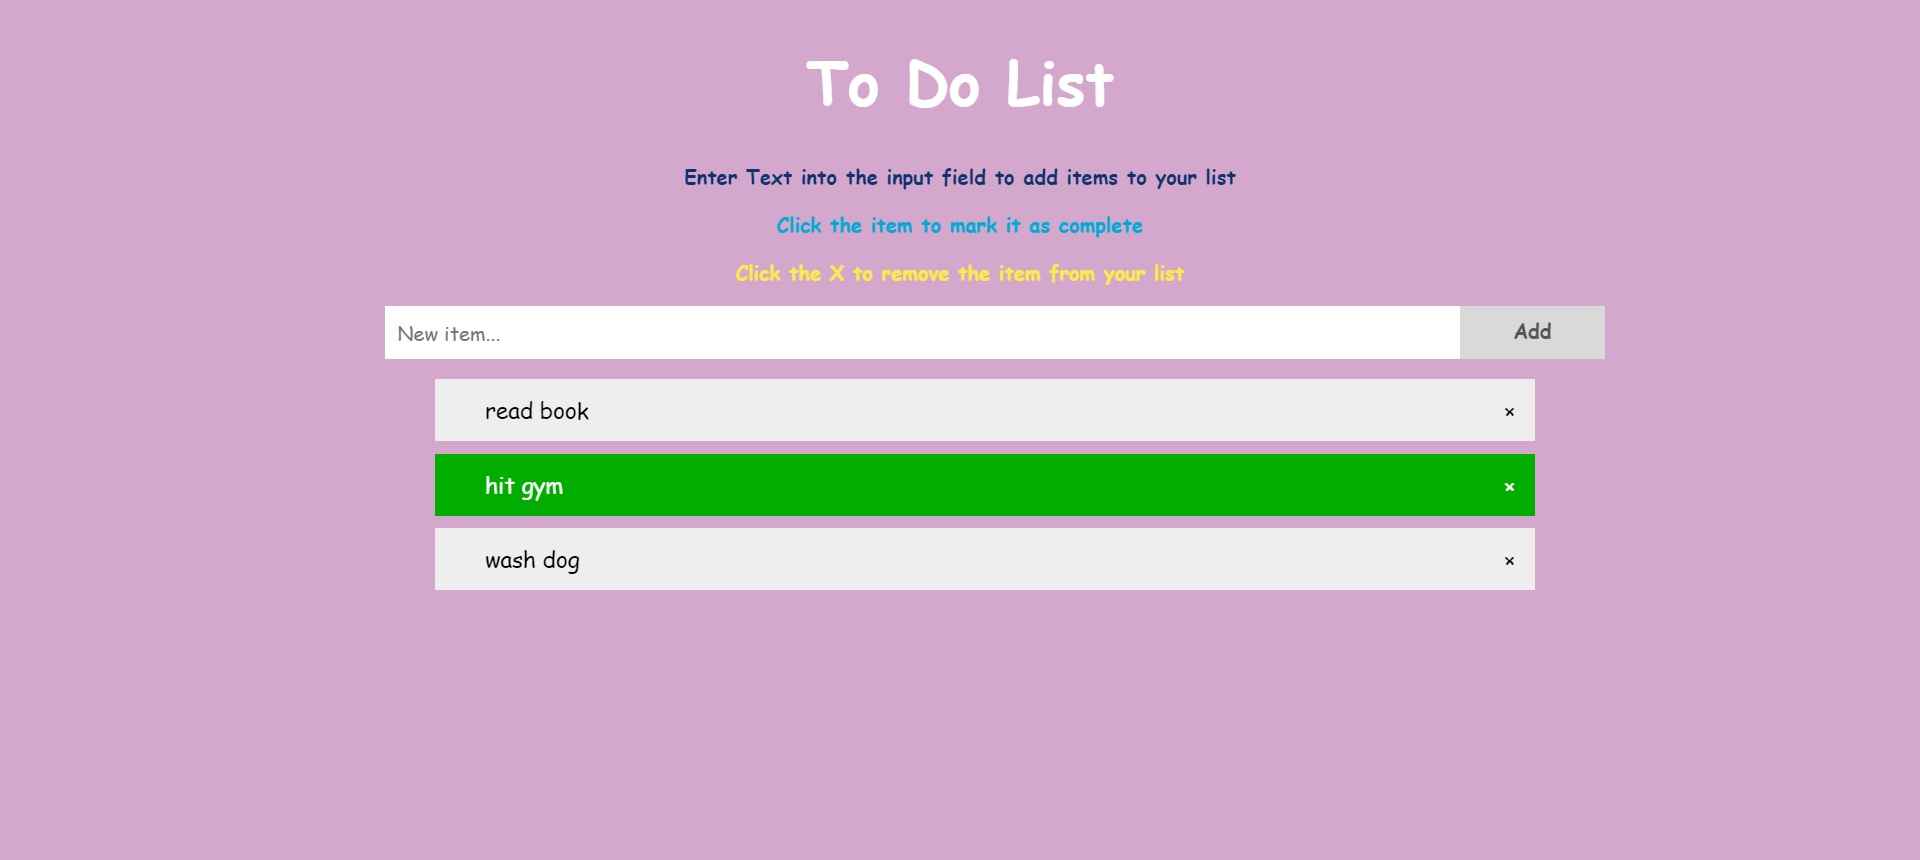 To Do List
Enter Text into the input field to add items to your list
Click the item to mark it as complete
Click the X to remove the item from your list
New item... Add
read book ×
hit gym ×
wash dog ×